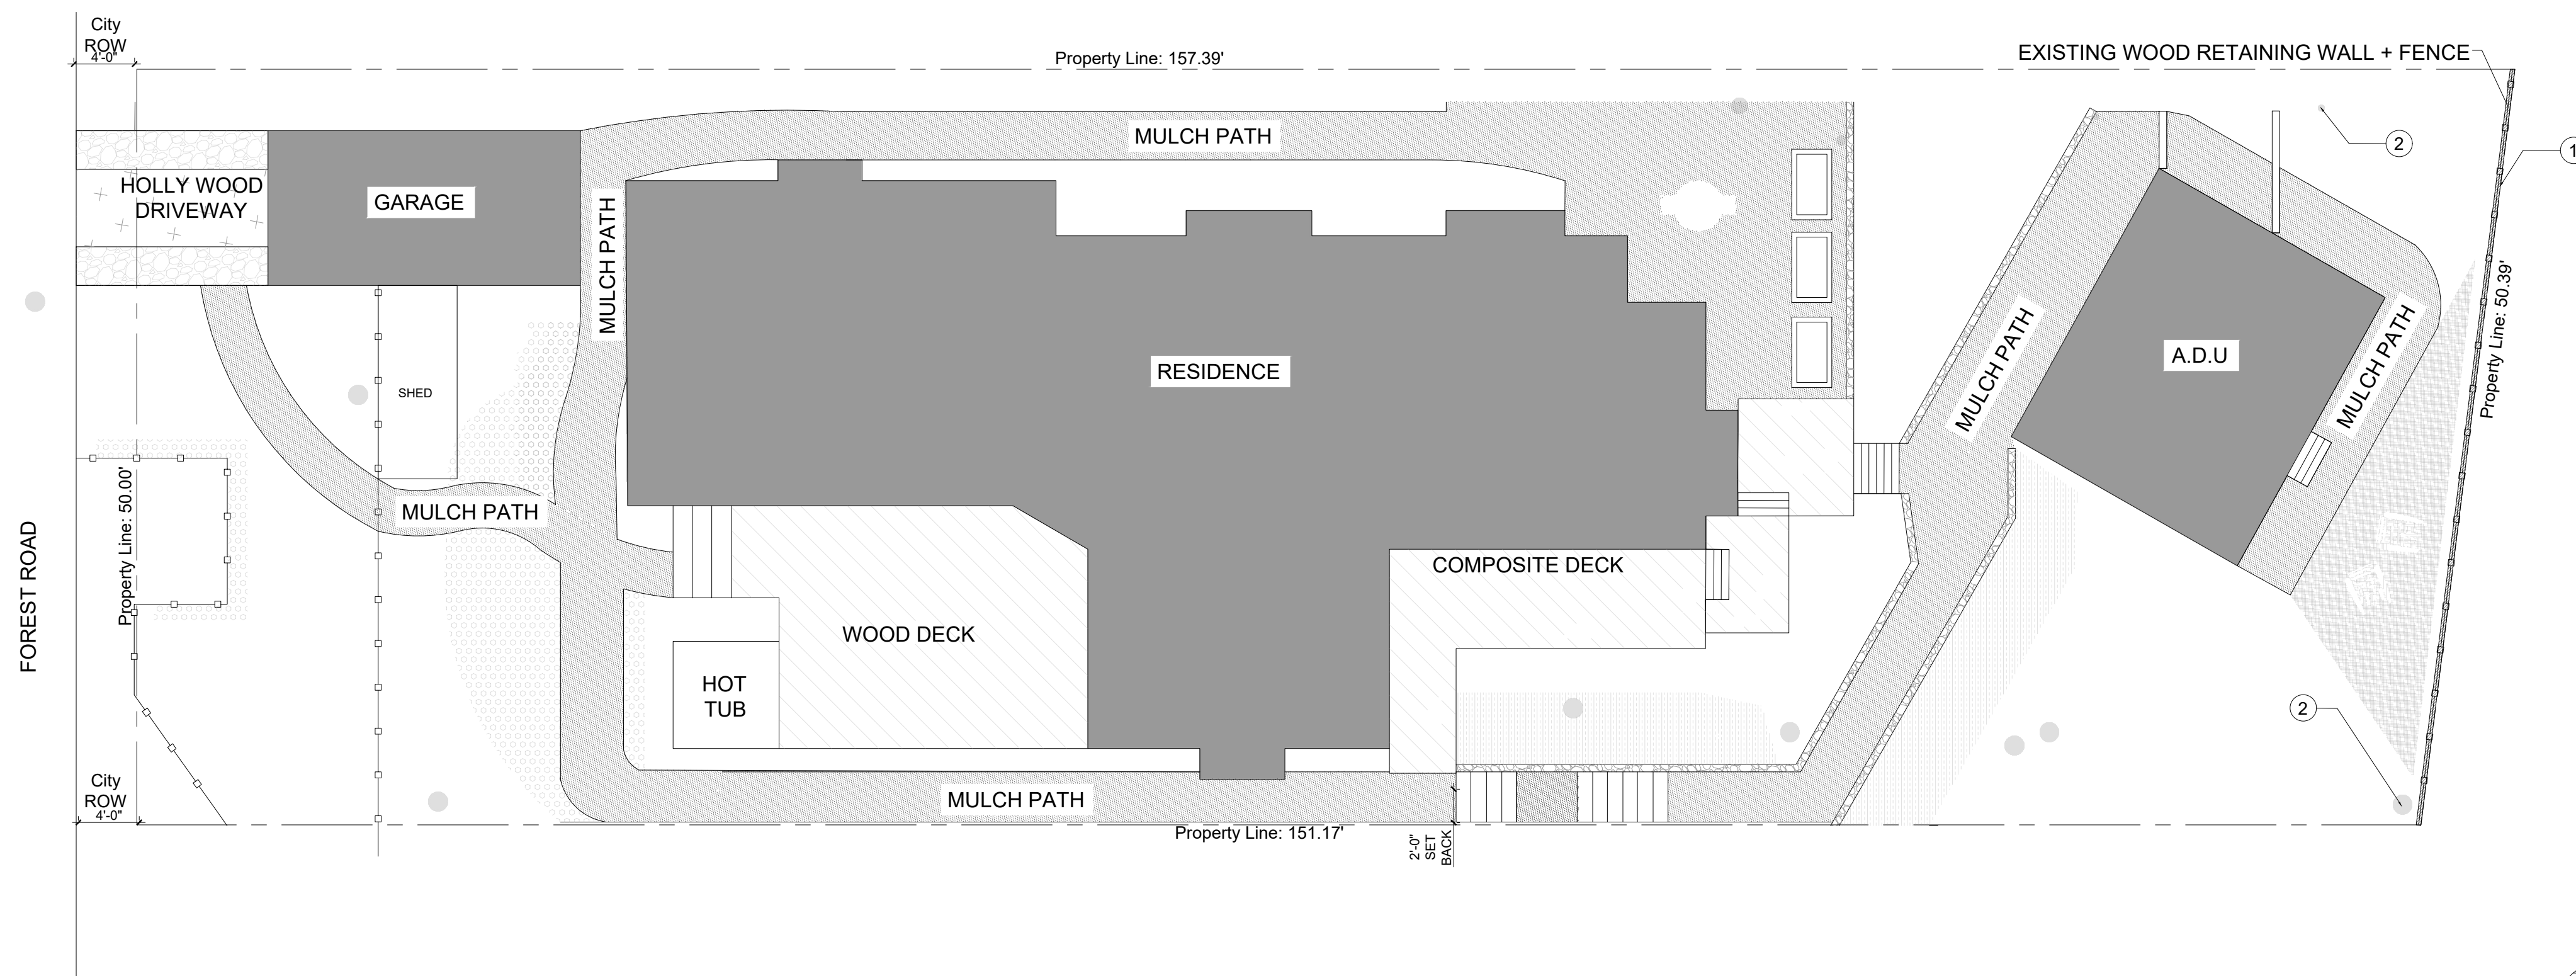 City
ROW
4'-0"
Property Line: 157.39'
EXISTING WOOD RETAINING WALL + FENCE
MULCH PATH
2
1
HOLLY WOOD
DRIVEWAY
GARAGE
MULCH PATH
RESIDENCE
A.D.U
MULCH PATH
MULCH PATH
Property Line: 50.39'
SHED
MULCH PATH
Property Line: 50.00'
FOREST ROAD
COMPOSITE DECK
WOOD DECK
HOT
TUB
2
City
ROW
4'-0"
MULCH PATH
Property Line: 151.17'
2'-0"
SET
BACK